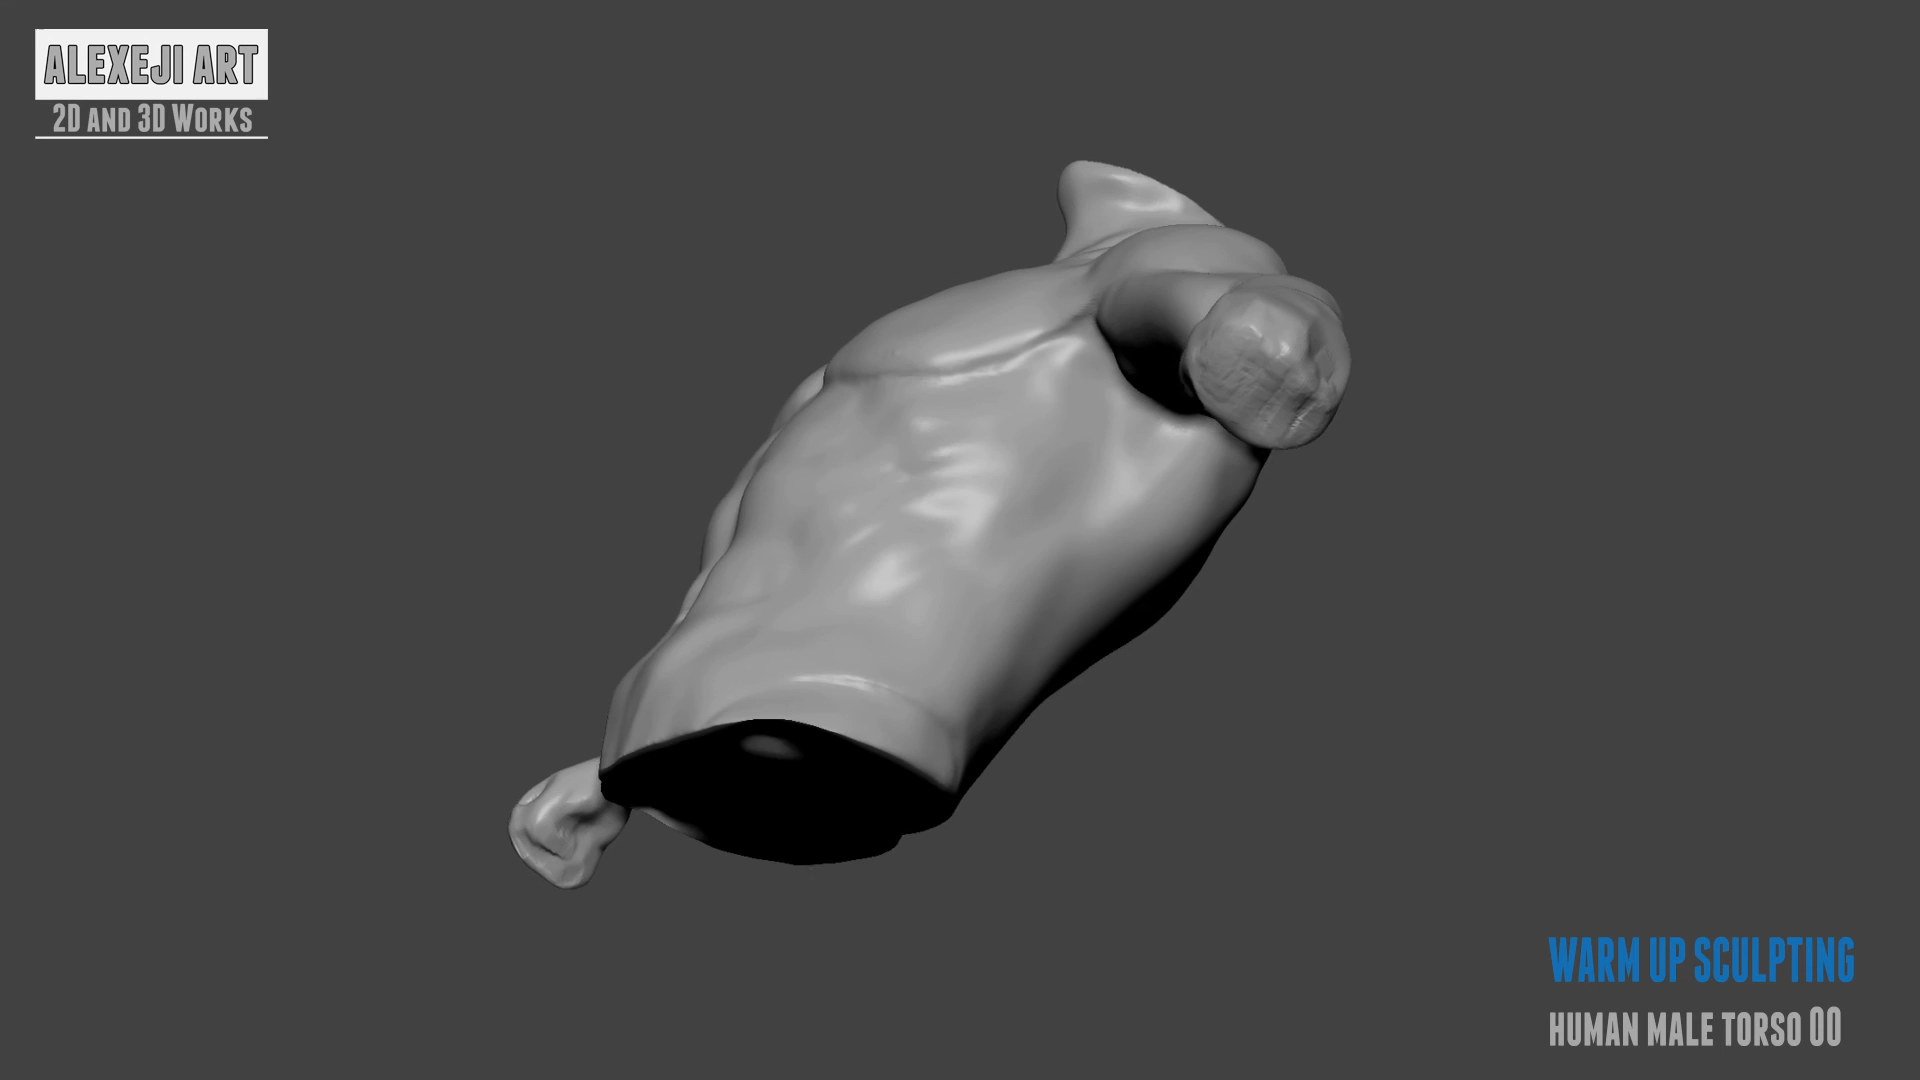 ALEXEJI ART
2D AND 3D WORKS
WARM UP SCULPTING
HUMAN MALE TORSO 00